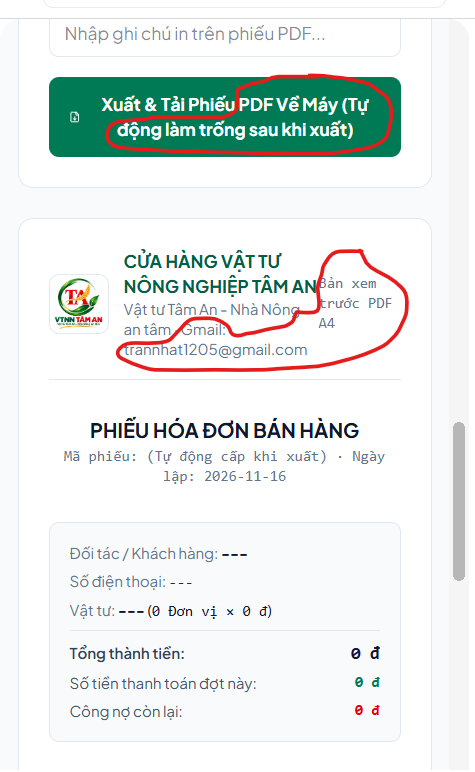 Nhập ghi chú in trên phiếu PDF...
Xuất & Tải Phiếu PDF Về Máy (Tự
động làm trống sau khi xuất)
TA
VTNN TÂM AN
CỬA HÀNG VẬT TƯ
NÔNG NGHIỆP TÂM AN
Vật tư Tâm An - Nhà Nông
an tâm - Gmail:
trannhat1205@gmail.com
Bản xem
trước PDF
A4
PHIẾU HÓA ĐƠN BÁN HÀNG
Mã phiếu: (Tự động cấp khi xuất) · Ngày
lập: 2026-11-16
Đối tác / Khách hàng: ---
Số điện thoại: ---
Vật tư: --- (0 Đơn vị × 0 đ)
Tổng thành tiền: 0 đ
Số tiền thanh toán đợt này: 0 đ
Công nợ còn lại: 0 đ